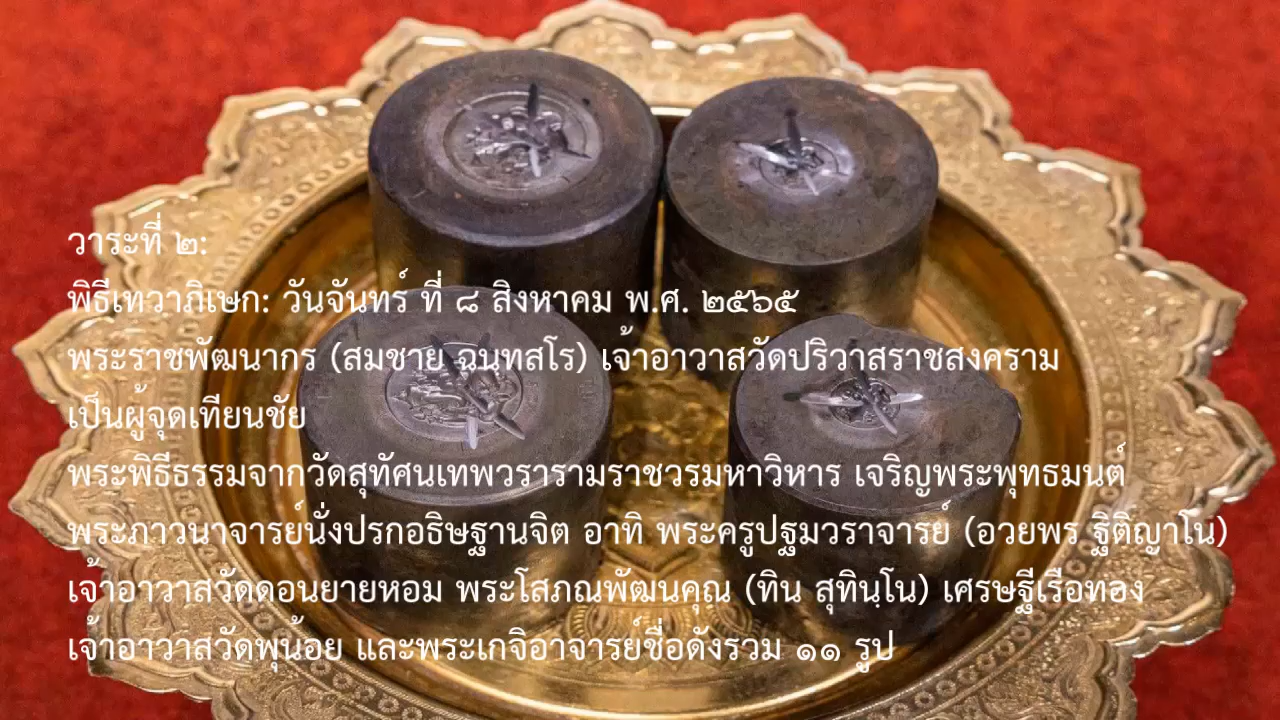 วาระที่ ๒:
พิธีเทวาภิเษก: วันจันทร์ ที่ ๘ สิงหาคม พ.ศ. ๒๕๖๕
พระราชพัฒนากร (สมชาย ฉนฺทสโร) เจ้าอาวาสวัดปริวาสราชสงคราม
เป็นผู้จุดเทียนชัย
พระพิธีธรรมจากวัดสุทัศนเทพวรารามราชวรมหาวิหาร เจริญพระพุทธมนต์
พระภาวนาจารย์นั่งปรกอธิษฐานจิต อาทิ พระครูปฐมวราจารย์ (อวยพร ฐิติญาโน)
เจ้าอาวาสวัดดอนยายหอม พระโสภณพัฒนคุณ (ทิน สุทินฺโน) เศรษฐีเรือทอง
เจ้าอาวาสวัดพุน้อย และพระเกจิอาจารย์ชื่อดังรวม ๑๑ รูป